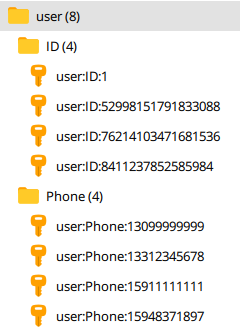 user (8)
ID (4)
user:ID:1
user:ID:52998151791833088
user:ID:76214103471681536
user:ID:8411237852585984
Phone (4)
user:Phone:13099999999
user:Phone:13312345678
user:Phone:15911111111
user:Phone:15948371897